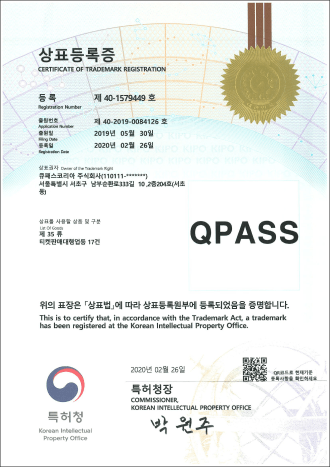 상표등록증
CERTIFICATE OF TRADEMARK REGISTRATION
등록 제 40-1579449 호
Registration Number
출원번호 제 40-2019-0084126 호
Application Number
출원일 2019년 05월 30일
Filing Date
등록일 2020년 02월 26일
Registration Date
상표권자 Owner of the Trademark Right
큐패스코리아 주식회사(110111-*******)
서울특별시 서초구 남부순환로333길 10 ,2층204호(서초
동)
상표를 사용할 상품 및 구분
List Of Goods
제 35 류
티켓판매대행업등 17건
QPASS
위의 표장은 「상표법」에 따라 상표등록원부에 등록되었음을 증명합니다.
This is to certify that, in accordance with the Trademark Act, a trademark
has been registered at the Korean Intellectual Property Office.
2020년 02월 26일
QR코드로 현재기준
등록사항을 확인하세요
특허청장
COMMISSIONER,
KOREAN INTELLECTUAL PROPERTY OFFICE
박원주
특허청
Korean Intellectual
Property Office